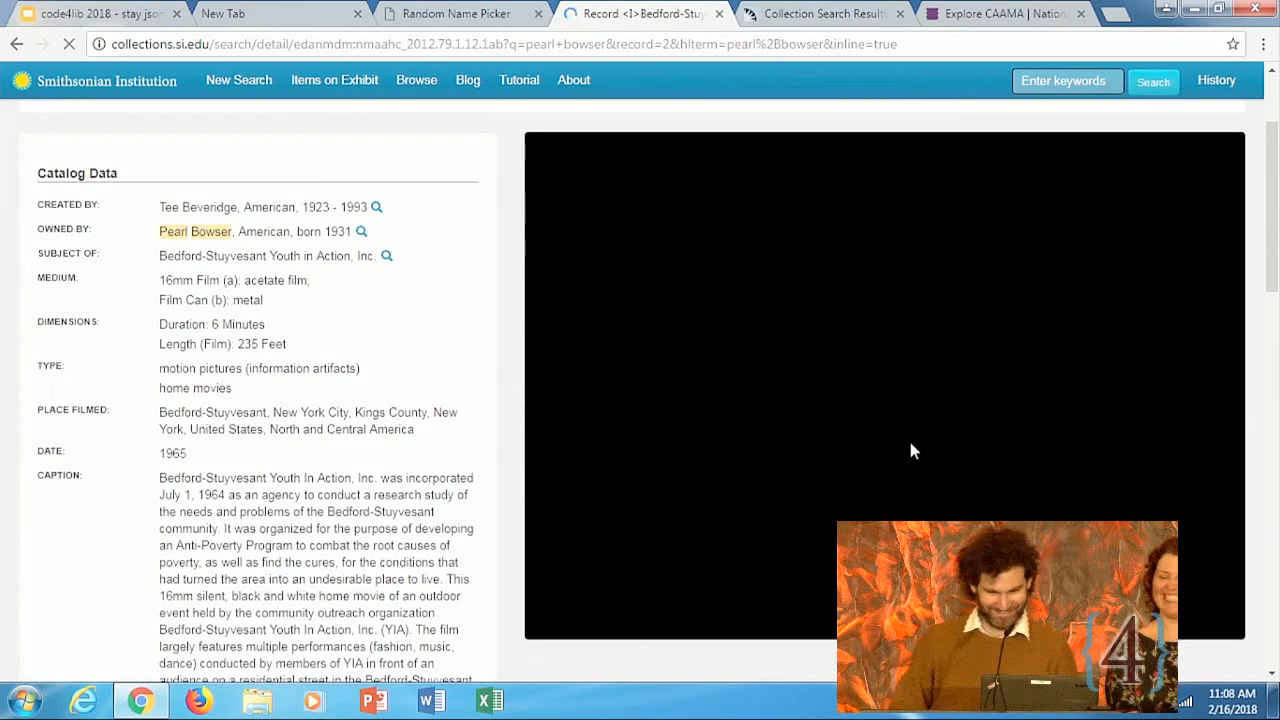 code4lib 2018 - stay json
New Tab
Random Name Picker
Record <I>Bedford-Stuy
Collection Search Results
Explore CAAMA | Nation
collections.si.edu/search/detail/edanmdm:nmaahc_2012.79.1.12.1ab?q=pearl+bowser&record=2&hlterm=pearl%2Bbowser&inline=true
Smithsonian Institution
New Search
Items on Exhibit
Browse
Blog
Tutorial
About
Enter keywords
Search
History
Catalog Data
CREATED BY:
Tee Beveridge, American, 1923 - 1993
OWNED BY:
Pearl Bowser, American, born 1931
SUBJECT OF:
Bedford-Stuyvesant Youth in Action, Inc.
MEDIUM:
16mm Film (a): acetate film;
Film Can (b): metal
DIMENSIONS:
Duration: 6 Minutes
Length (Film): 235 Feet
TYPE:
motion pictures (information artifacts)
home movies
PLACE FILMED:
Bedford-Stuyvesant, New York City, Kings County, New
York, United States, North and Central America
DATE:
1965
CAPTION:
Bedford-Stuyvesant Youth In Action, Inc. was incorporated
July 1, 1964 as an agency to conduct a research study of
the needs and problems of the Bedford-Stuyvesant
community. It was organized for the purpose of developing
an Anti-Poverty Program to combat the root causes of
poverty, as well as find the cures, for the conditions that
had turned the area into an undesirable place to live. This
16mm silent, black and white home movie of an outdoor
event held by the community outreach organization
Bedford-Stuyvesant Youth In Action, Inc. (YIA). The film
largely features multiple performances (fashion, music,
dance) conducted by members of YIA in front of an
audience on a residential street in the Bedford-Stuyvesant
{4}
11:08 AM
2/16/2018